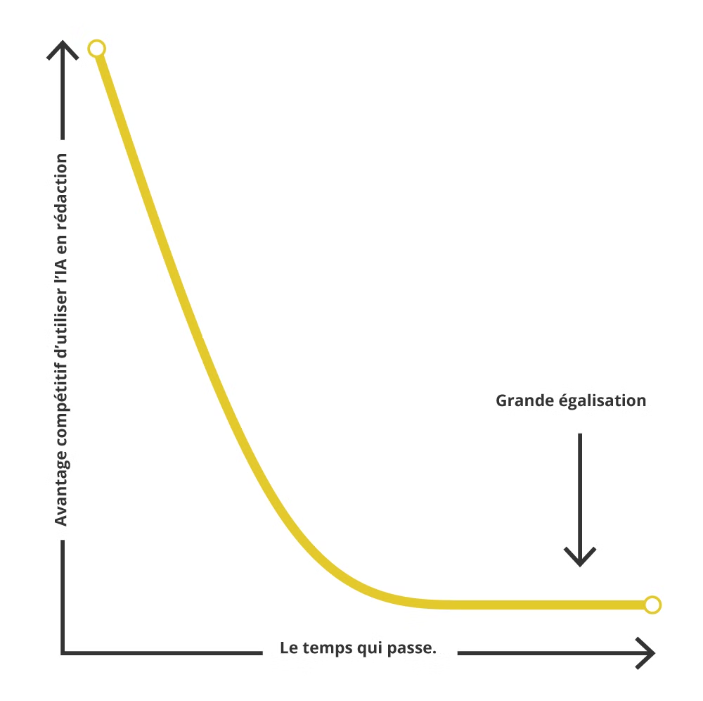 Avantage compétitif d’utiliser l’IA en rédaction
Grande égalisation
Le temps qui passe.